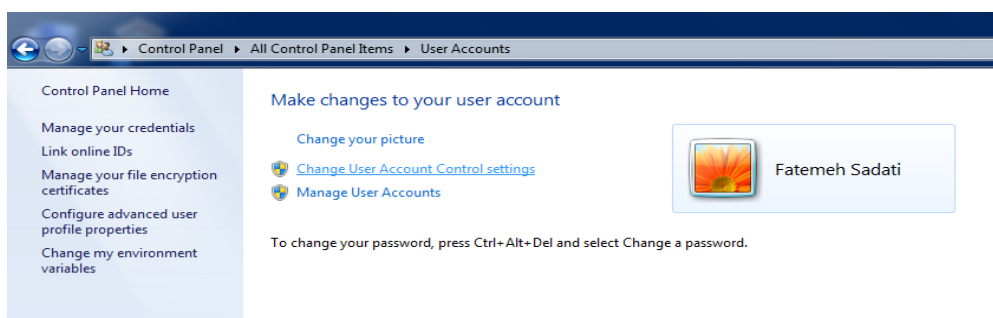 Control Panel ▸ All Control Panel Items ▸ User Accounts
Control Panel Home
Manage your credentials
Link online IDs
Manage your file encryption
certificates
Configure advanced user
profile properties
Change my environment
variables
Make changes to your user account
Change your picture
Change User Account Control settings
Manage User Accounts
To change your password, press Ctrl+Alt+Del and select Change a password.
Fatemeh Sadati